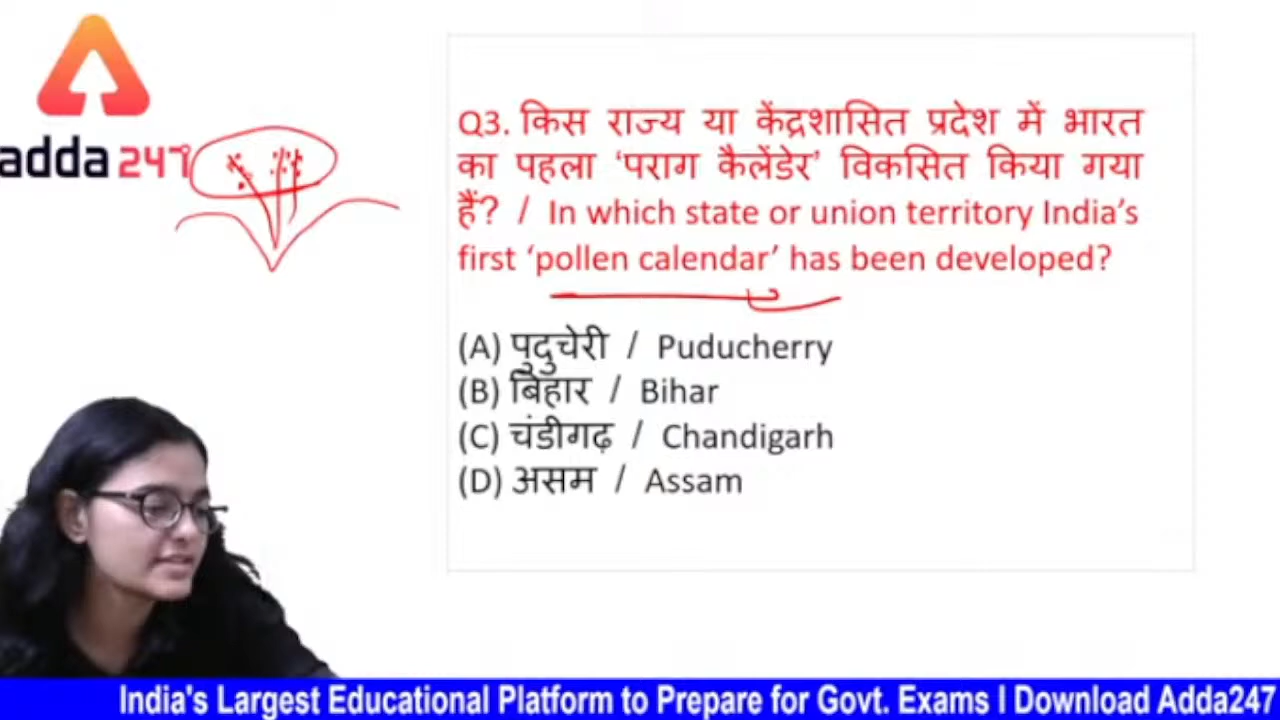 adda 247
Q3. किस राज्य या केंद्रशासित प्रदेश में भारत
का पहला ‘पराग कैलेंडेर’ विकसित किया गया
हैं? / In which state or union territory India’s
first ‘pollen calendar’ has been developed?
(A) पुदुचेरी / Puducherry
(B) बिहार / Bihar
(C) चंडीगढ़ / Chandigarh
(D) असम / Assam
India's Largest Educational Platform to Prepare for Govt. Exams I Download Adda247